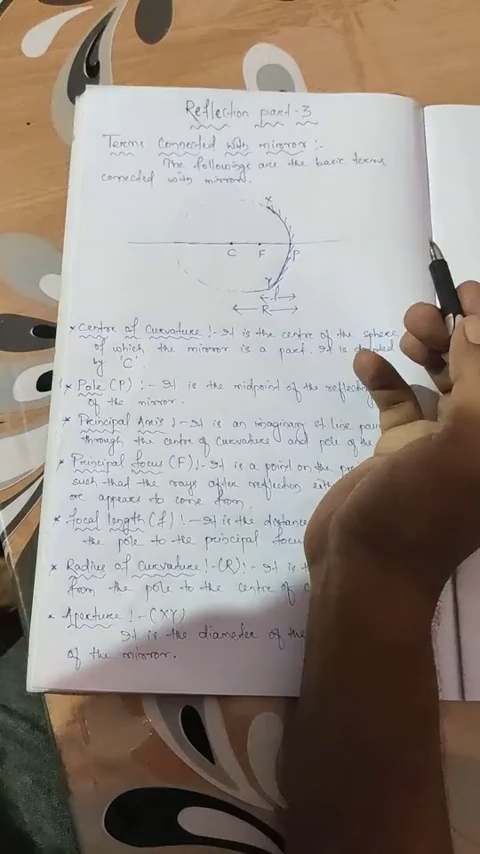 Reflection part-3
Terms Connected with mirror :-
The followings are the basic terms
connected with mirror.
X
C F P
Y
f
R
* Centre of Curvature :- It is the centre of the sphere
of which the mirror is a part. It is denoted
by 'C'.
* Pole (P) :- It is the midpoint of the reflecting
of the mirror.
* Principal Axis :- It is an imaginary st line
through the centre of curvature and pole of the
* Principal focus (F) :- It is a point on the
such that the rays after reflection
or appears to come from.
* Focal length (f) :- It is the distance
the pole to the principal focus
* Radius of Curvature :- (R) :- It is
from the pole to the centre of
* Aperture :- (XY)
It is the diameter of the
of the mirror.